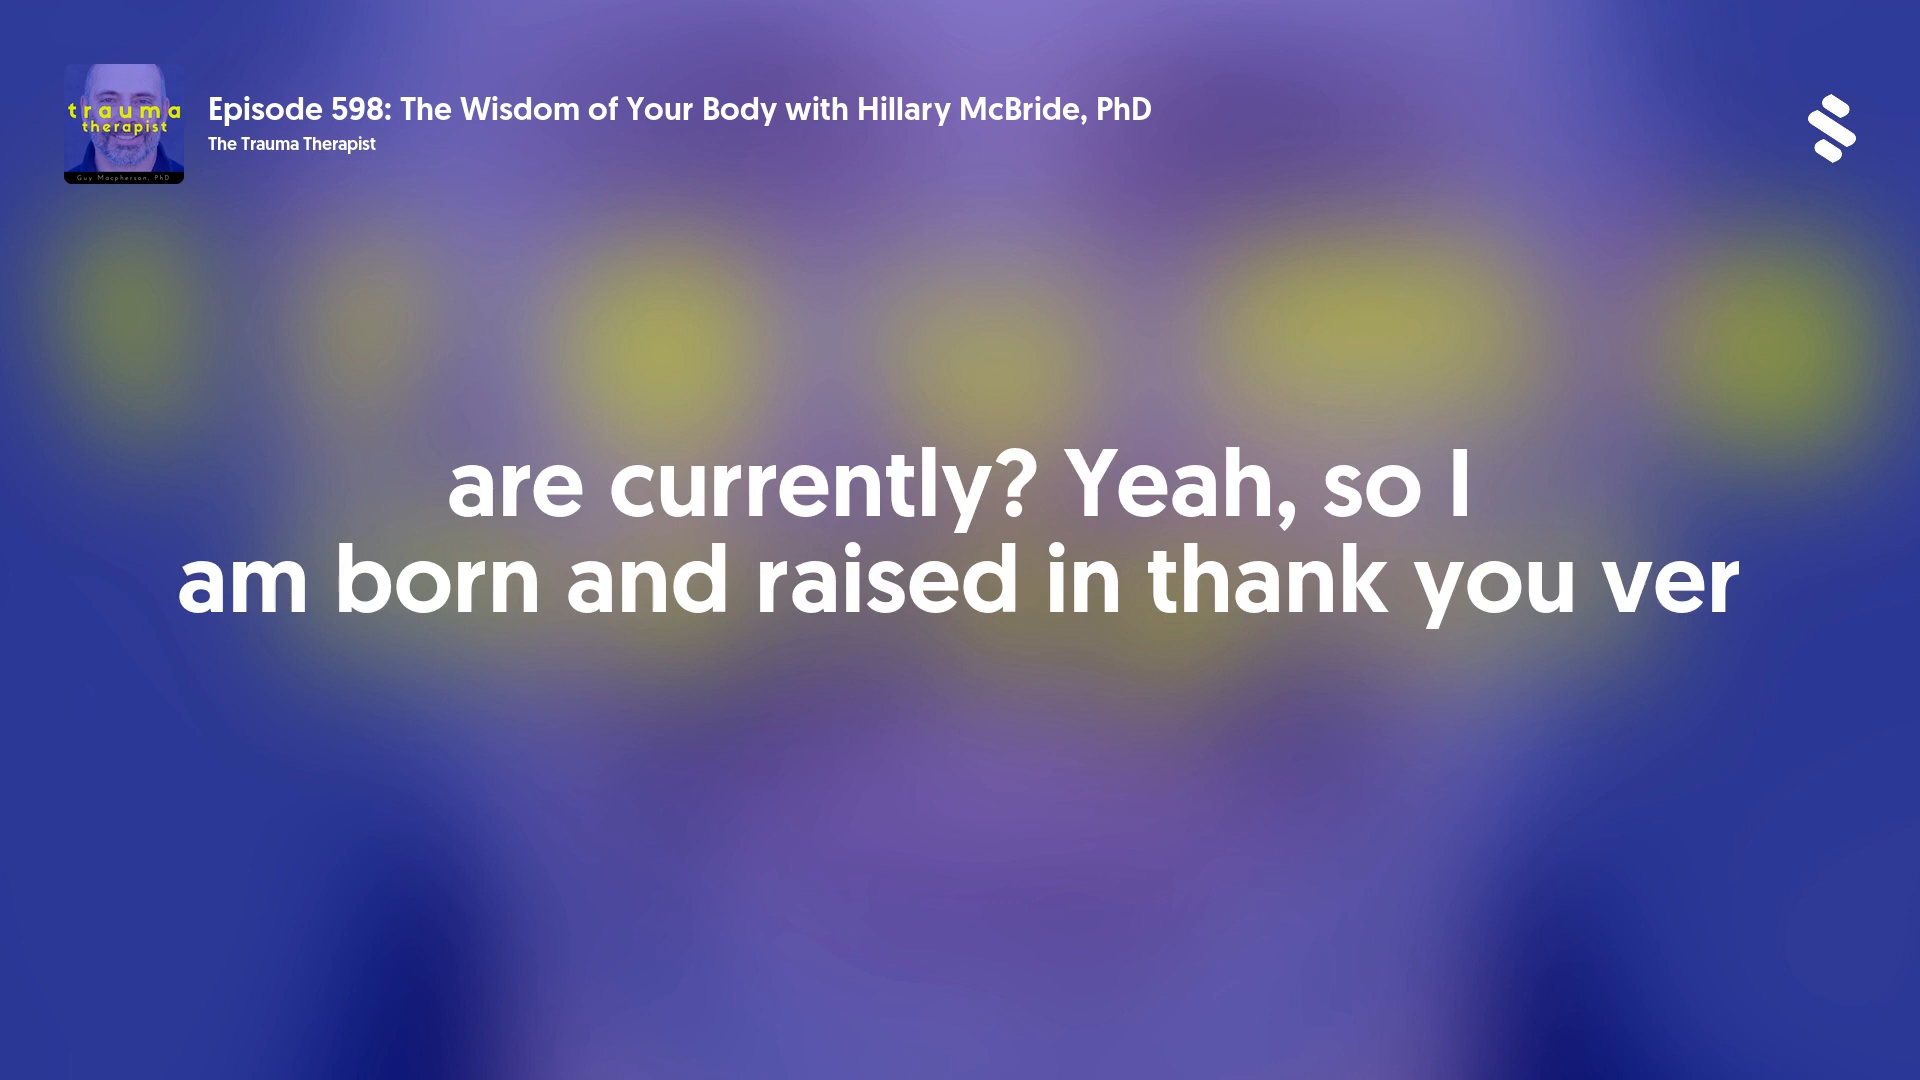 trauma
therapist
Guy Macpherson, PhD
Episode 598: The Wisdom of Your Body with Hillary McBride, PhD
The Trauma Therapist
are currently? Yeah, so I
am born and raised in thank you ver